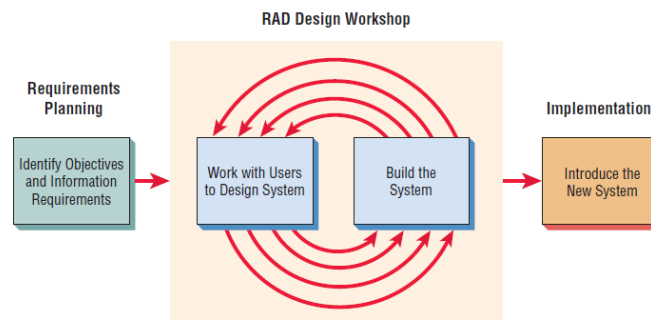 RAD Design Workshop
Requirements
Planning
Identify Objectives
and Information
Requirements
Work with Users
to Design System
Build the
System
Implementation
Introduce the
New System